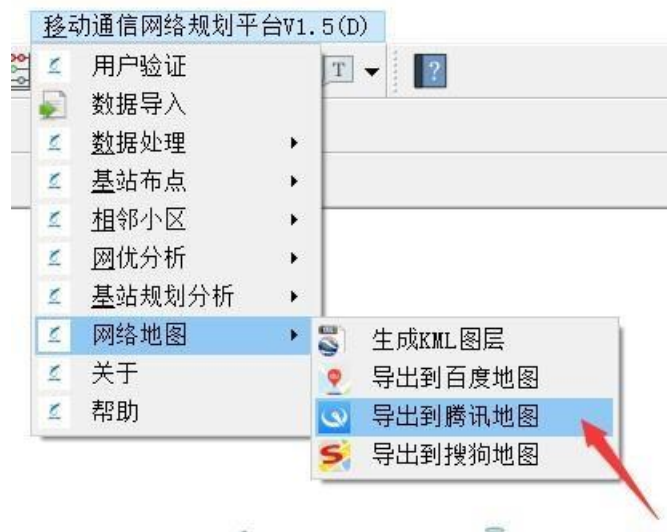 移动通信网络规划平台V1.5(D)
用户验证
T
?
数据导入
数据处理
基站布点
相邻小区
网优分析
基站规划分析
网络地图
生成KML图层
关于
导出到百度地图
帮助
导出到腾讯地图
导出到搜狗地图